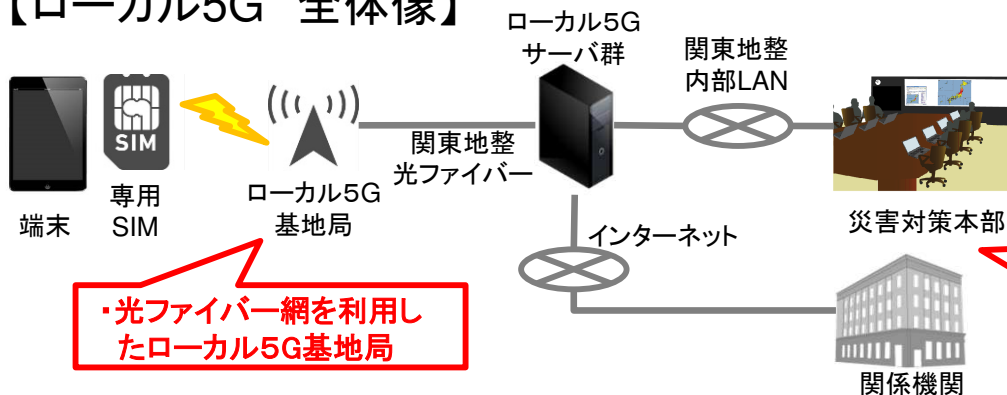 【ローカル5G 全体像】
ローカル5G
サーバ群
関東地整
内部LAN
SIM
関東地整
光ファイバー
端末
専用
SIM
ローカル5G
基地局
災害対策本部
インターネット
・光ファイバー網を利用し
たローカル5G基地局
関係機関